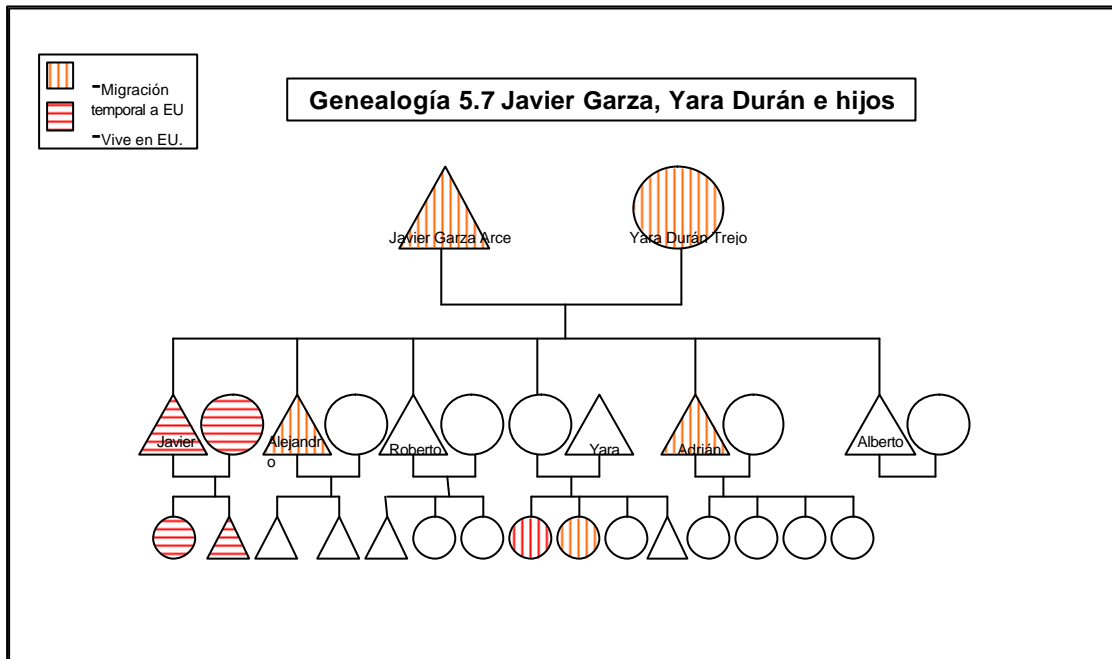 -Migración
temporal a EU
-Vive en EU.
Genealogía 5.7 Javier Garza, Yara Durán e hijos
Javier Garza Arce
Yara Durán Trejo
Javier
Alejandr
o
Roberto
Yara
Adrián
Alberto